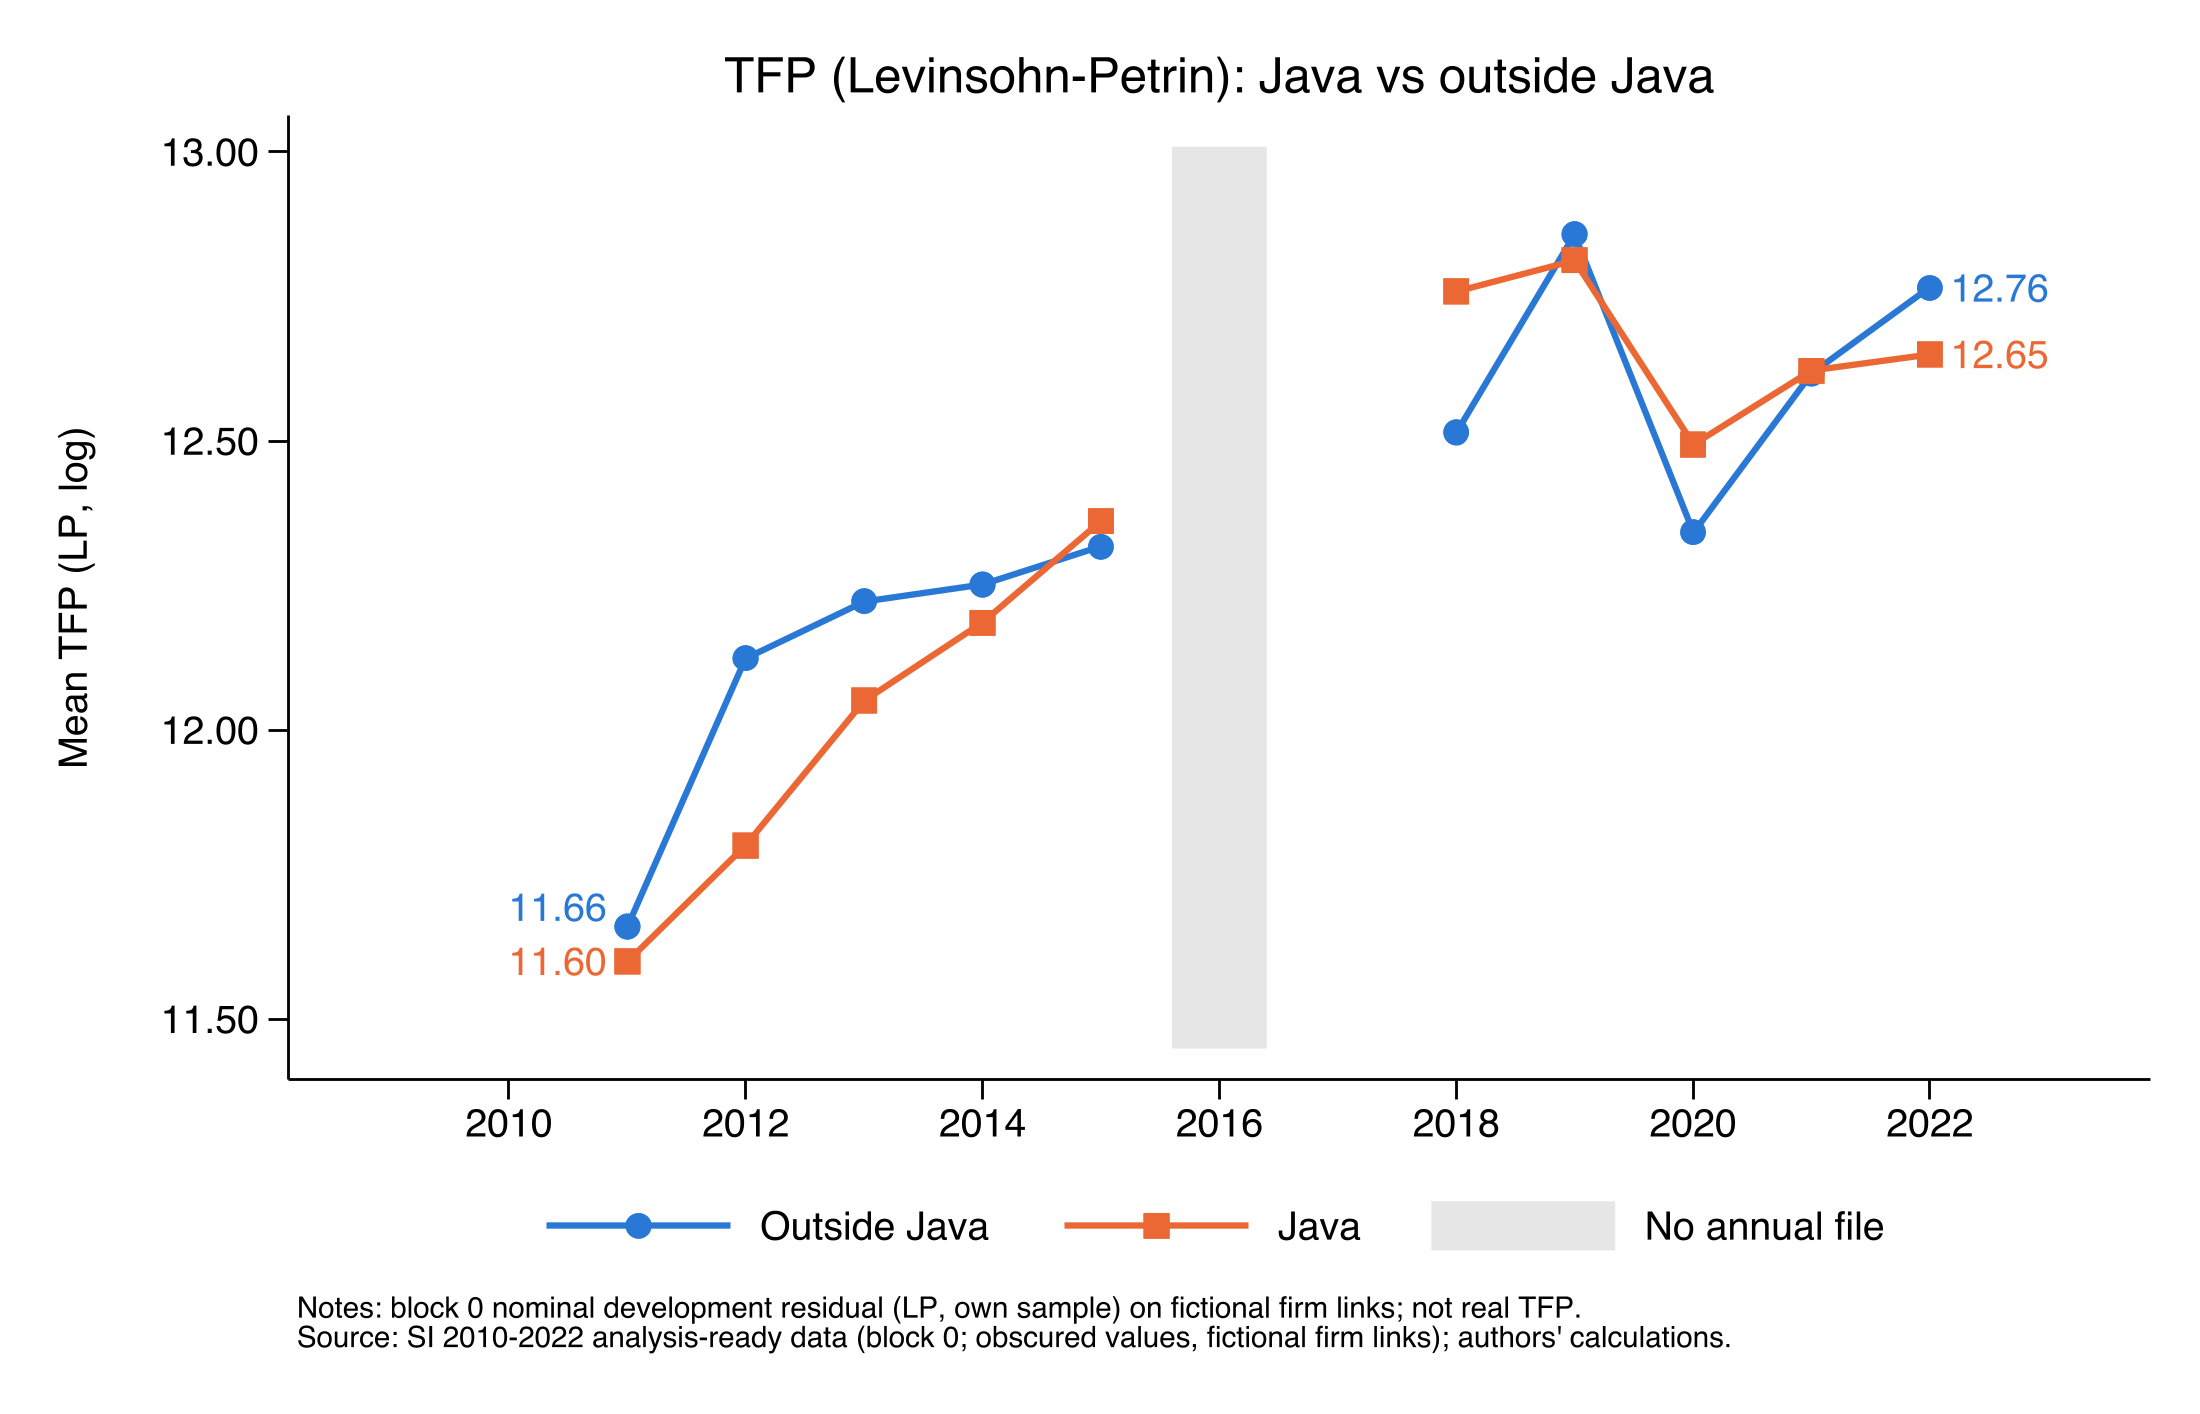 TFP (Levinsohn-Petrin): Java vs outside Java
Mean TFP (LP, log)
13.00
12.50
12.00
11.50
11.66
11.60
12.76
12.65
2010 2012 2014 2016 2018 2020 2022
Outside Java Java No annual file
Notes: block 0 nominal development residual (LP, own sample) on fictional firm links; not real TFP.
Source: SI 2010-2022 analysis-ready data (block 0; obscured values, fictional firm links); authors' calculations.